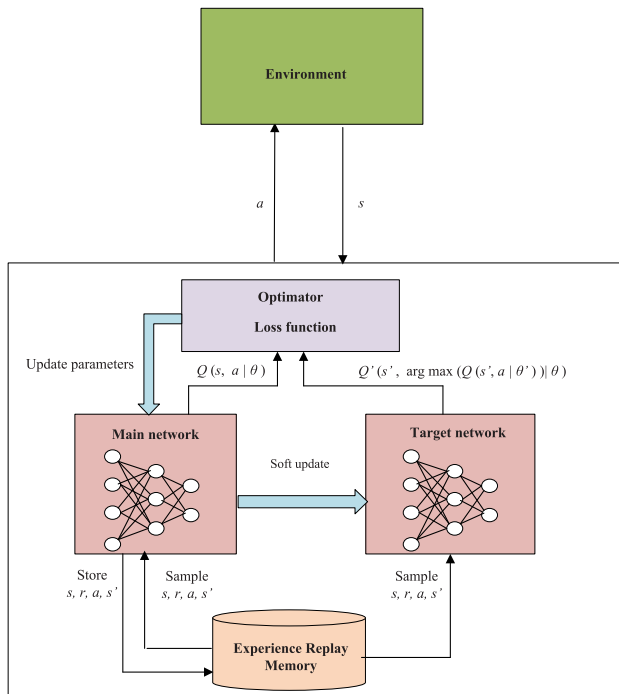 Environment
a
s
Optimator
Loss function
Update parameters
Q (s, a | θ )
Q’ (s’ , arg max (Q (s’, a | θ’ ) )| θ )
Main network
Target network
Soft update
Store
s, r, a, s’
Sample
s, r, a, s’
Sample
s, r, a, s’
Experience Replay
Memory